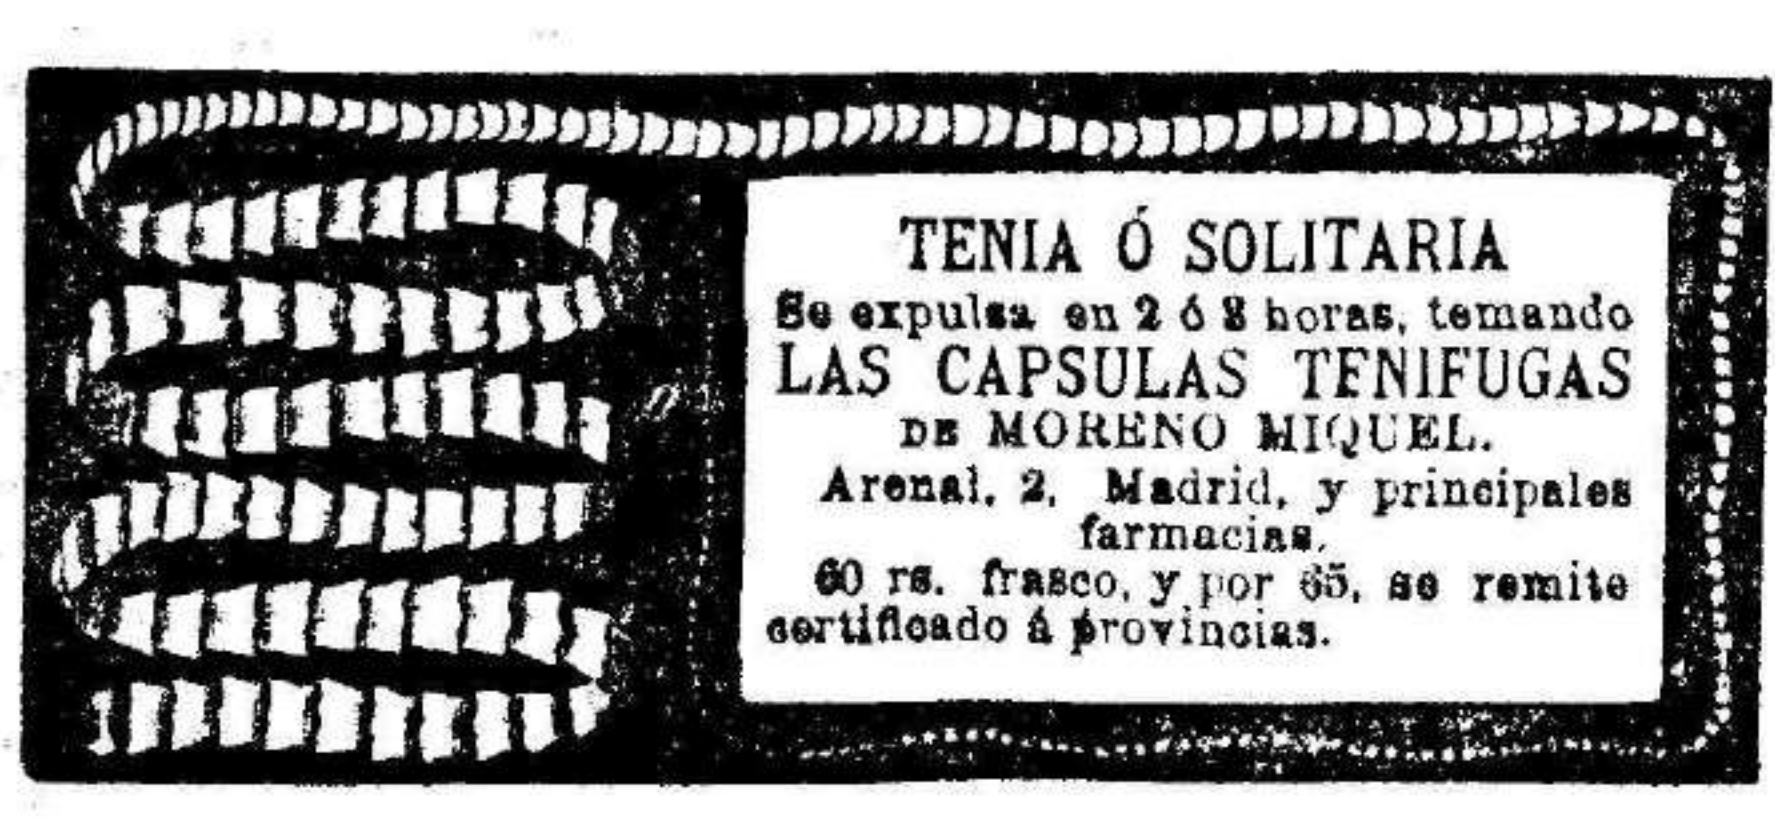 TENIA Ó SOLITARIA
Se expulsa en 2 ó 3 horas, temando
LAS CAPSULAS TENIFUGAS
DE MORENO MIQUEL.
Arenal, 2, Madrid, y principales
farmacias.
60 rs. frasco, y por 65, se remite
certificado á provincias.